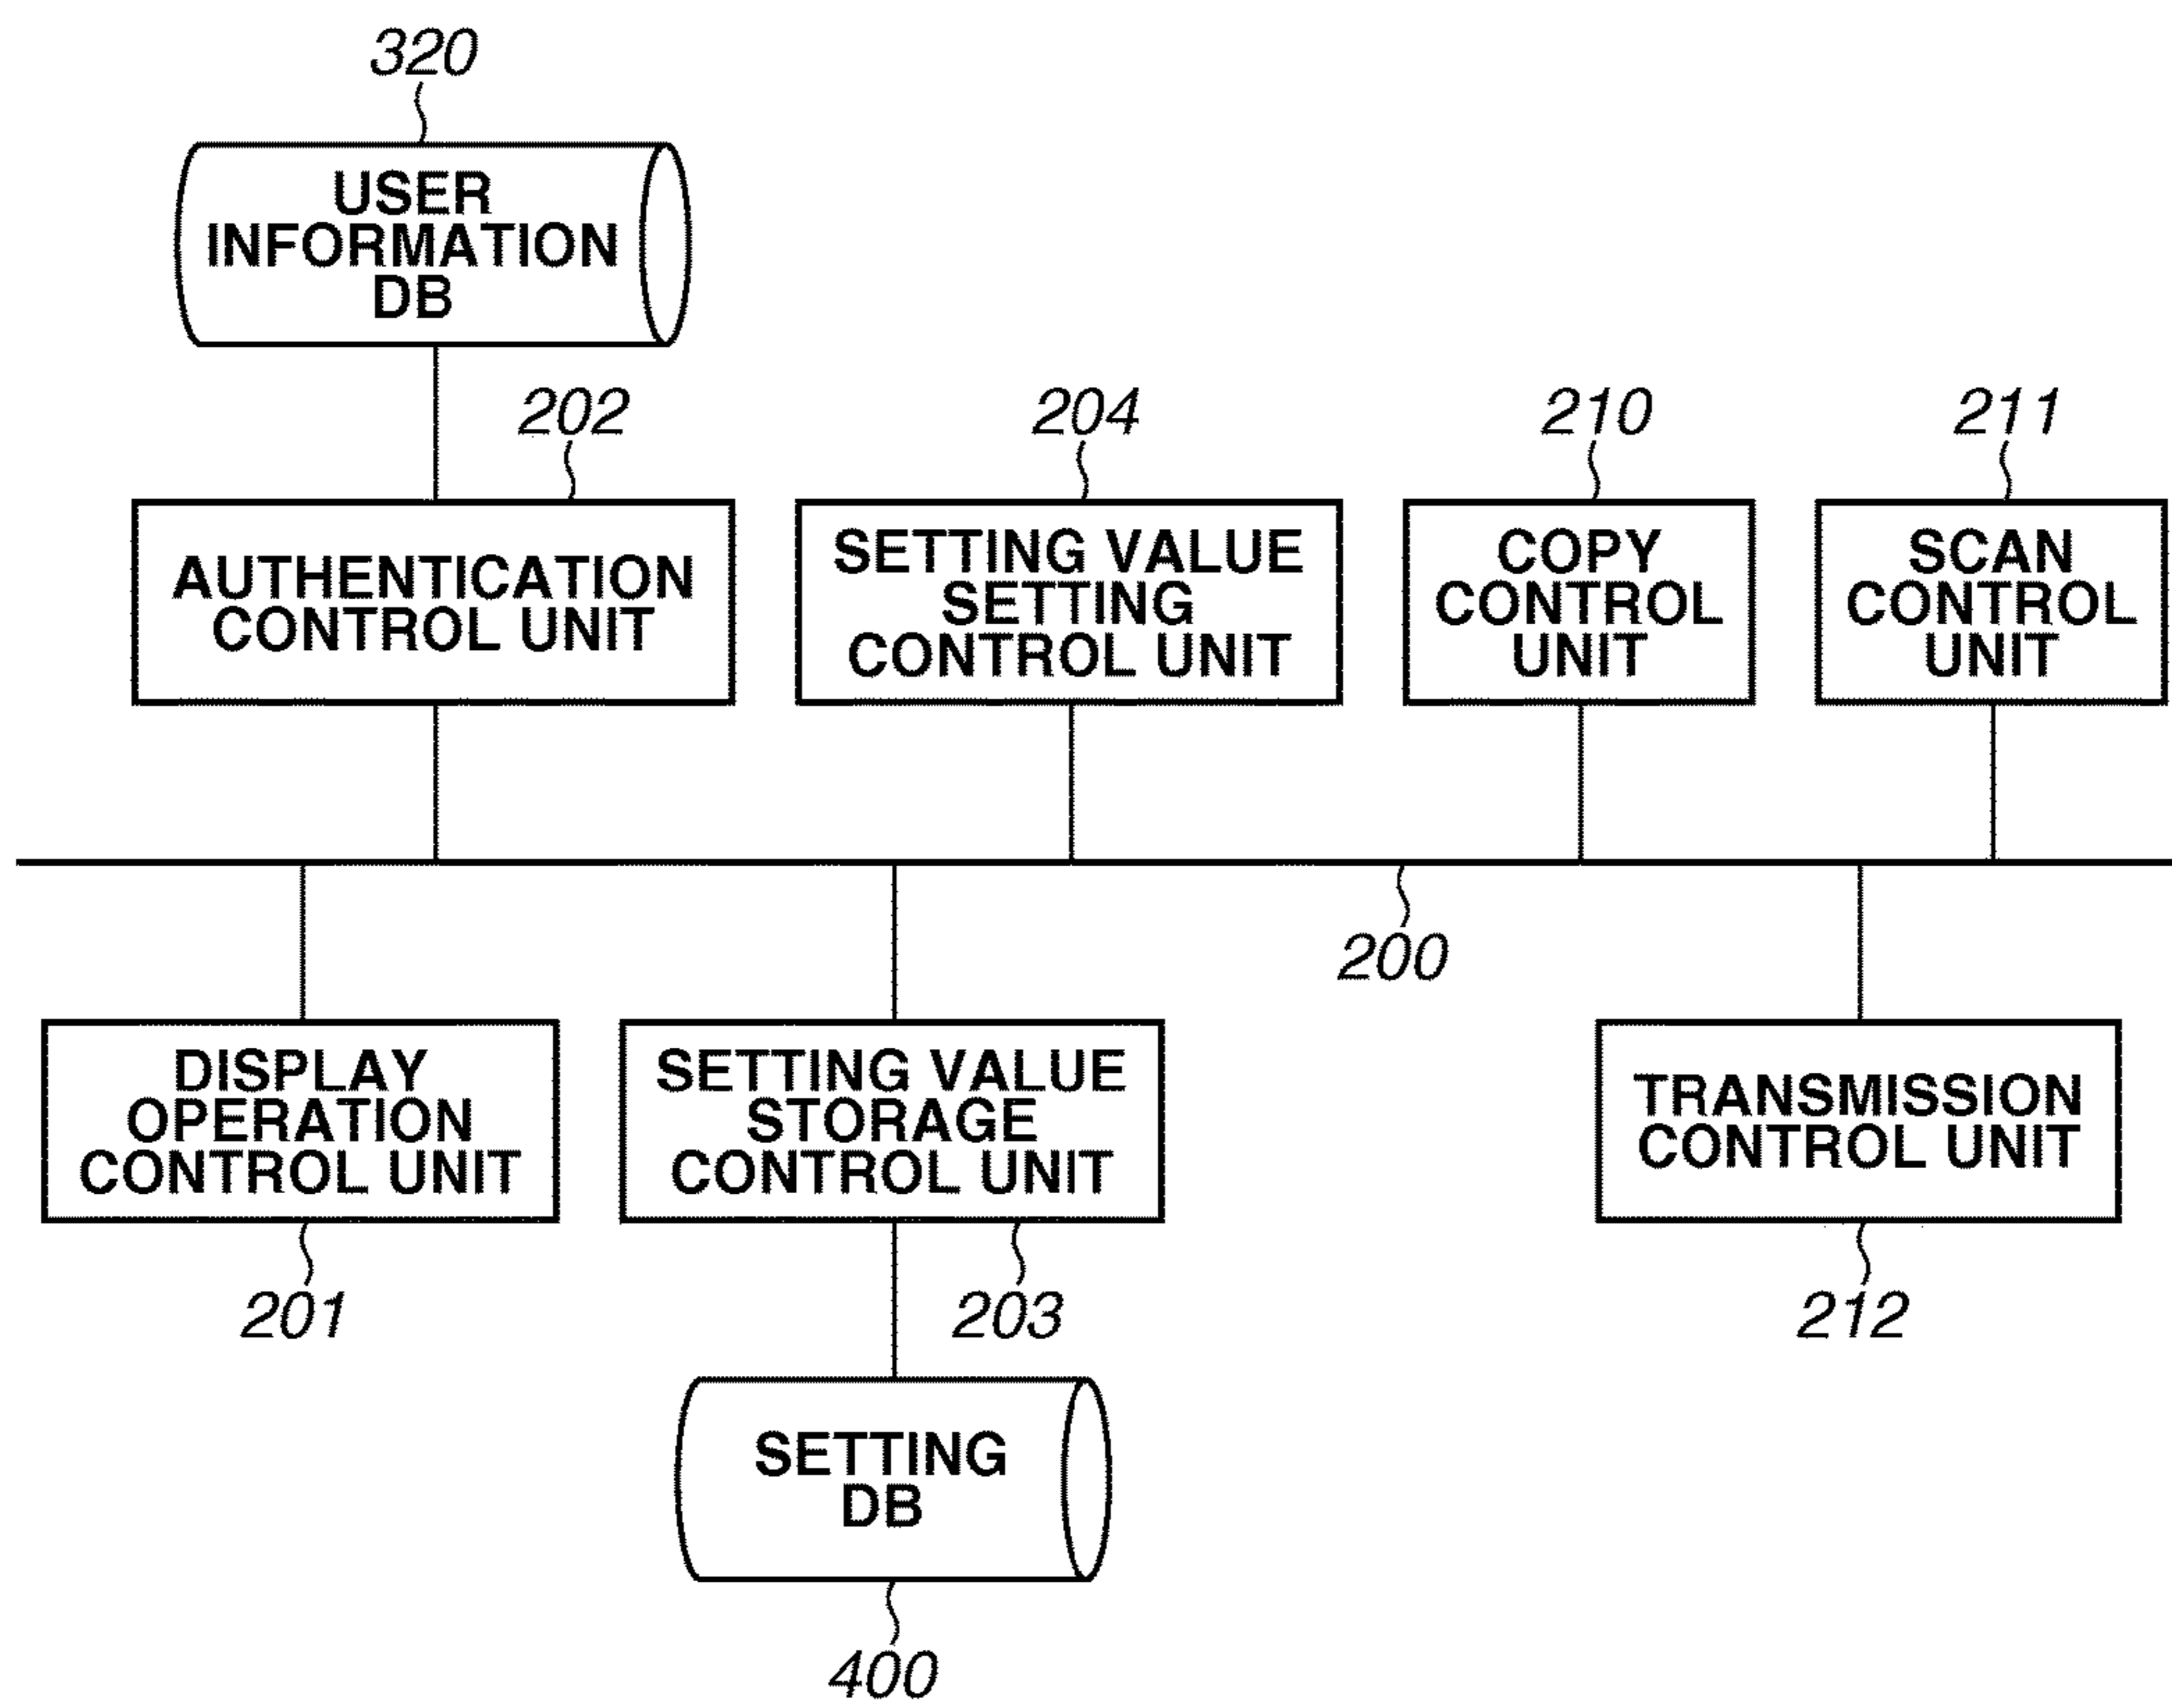 320
USER
INFORMATION
DB
202
204
210
211
AUTHENTICATION
CONTROL UNIT
SETTING VALUE
SETTING
CONTROL UNIT
COPY
CONTROL
UNIT
SCAN
CONTROL
UNIT
200
DISPLAY
OPERATION
CONTROL UNIT
SETTING VALUE
STORAGE
CONTROL UNIT
TRANSMISSION
CONTROL UNIT
201
203
212
SETTING
DB
400